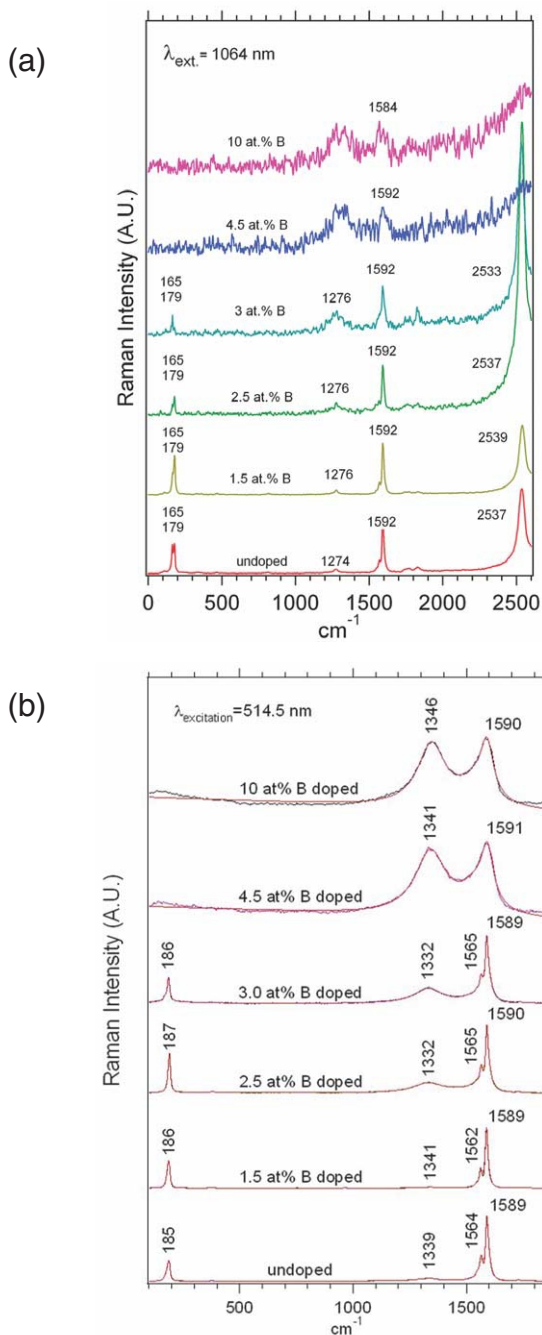 (a)
λext. = 1064 nm
10 at.% B
1584
4.5 at.% B
1592
165
179
3 at.% B
1276
1592
2533
165
179
2.5 at.% B
1276
1592
2537
165
179
1.5 at.% B
1276
1592
2539
165
179
undoped
1274
1592
2537
Raman Intensity (A.U.)
0 500 1000 1500 2000 2500
cm-1
(b)
λexcitation=514.5 nm
1346
1590
10 at% B doped
1341
1591
4.5 at% B doped
186
3.0 at% B doped
1332
1565
1589
187
2.5 at% B doped
1332
1565
1590
186
1.5 at% B doped
1341
1562
1589
185
undoped
1339
1564
1589
Raman Intensity (A.U.)
500 1000 1500
cm-1